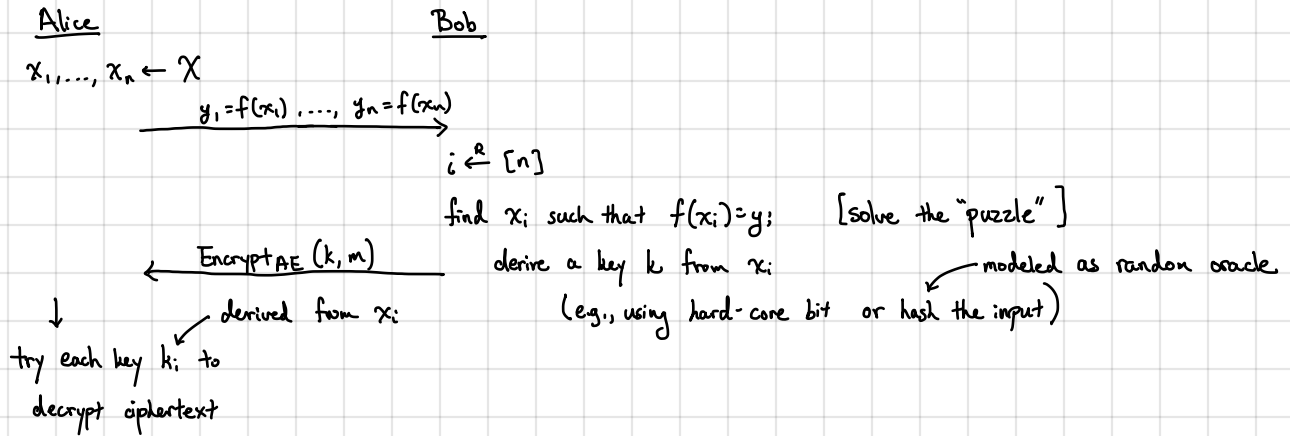 Alice
Bob
x₁,..., xₙ ← X
y₁=f(x₁),..., yₙ=f(xₙ)
i ←ᴿ [n]
find xᵢ such that f(xᵢ)=yᵢ [solve the "puzzle"]
Encrypt_AE (k, m)
derive a key k from xᵢ
modeled as random oracle
(e.g., using hard-core bit or hash the input)
derived from xᵢ
try each key kᵢ to
decrypt ciphertext